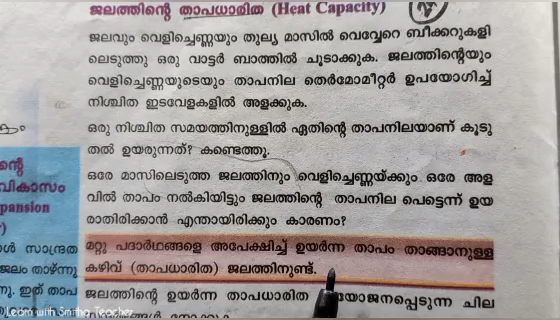 ജലത്തിന്റെ താപധാരിത (Heat Capacity)
ജലവും വെളിച്ചെണ്ണയും തുല്യ മാസിൽ വെവ്വേറെ ബീക്കറുകളി
ലെടുത്തു ഒരു വാട്ടർ ബാത്തിൽ ചൂടാക്കുക. ജലത്തിന്റെയും
വെളിച്ചെണ്ണയുടെയും താപനില തെർമോമീറ്റർ ഉപയോഗിച്ച്
നിശ്ചിത ഇടവേളകളിൽ അളക്കുക.
ഒരു നിശ്ചിത സമയത്തിനുള്ളിൽ ഏതിന്റെ താപനിലയാണ് കൂടു
തൽ ഉയരുന്നത്? കണ്ടെത്തൂ.
ഒരേ മാസിലെടുത്ത ജലത്തിനും വെളിച്ചെണ്ണയ്ക്കും ഒരേ അള
വിൽ താപം നൽകിയിട്ടും ജലത്തിന്റെ താപനില പെട്ടെന്ന് ഉയ
രാതിരിക്കാൻ എന്തായിരിക്കും കാരണം?
മറ്റു പദാർഥങ്ങളെ അപേക്ഷിച്ച് ഉയർന്ന താപം താങ്ങാനുള്ള
കഴിവ് (താപധാരിത) ജലത്തിനുണ്ട്.
ജലത്തിന്റെ ഉയർന്ന താപധാരിത യോജനപ്പെടുന്ന ചില
ന്റെ
വികാസം
pansion
y)
ൾ സാന്ദ്രത
ജലം താഴ്ന്നു
നു. ഇത് താപ
Learn with Smitha Teacher